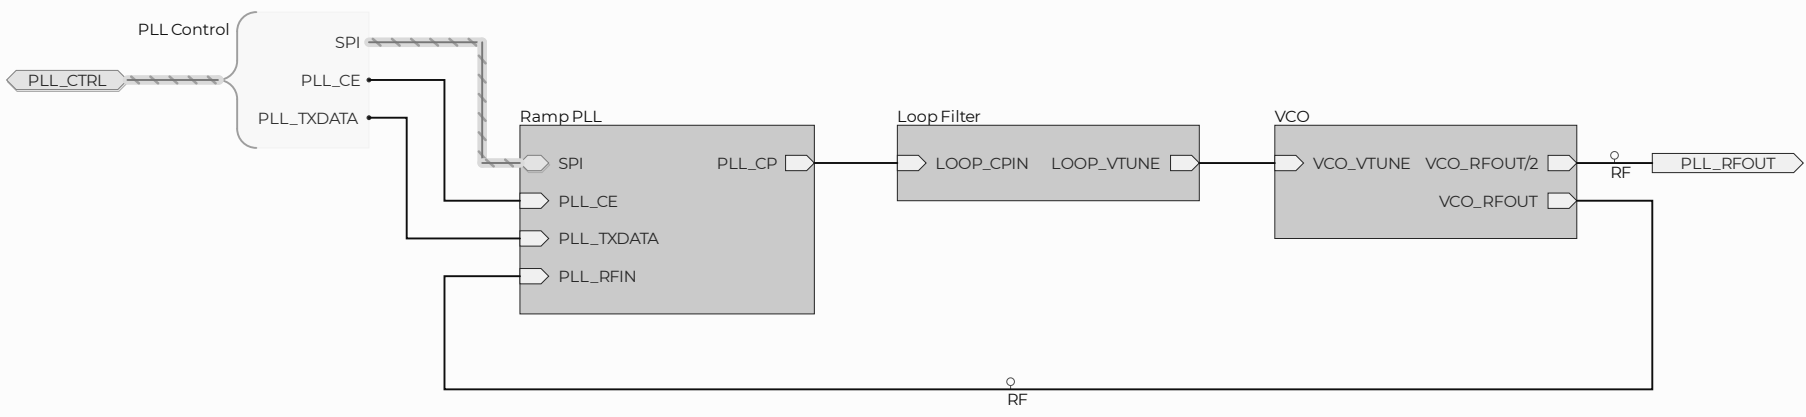 PLL Control
SPI
PLL_CTRL
PLL_CE
PLL_TXDATA
Ramp PLL
SPI
PLL_CP
PLL_CE
PLL_TXDATA
PLL_RFIN
Loop Filter
LOOP_CPIN
LOOP_VTUNE
VCO
VCO_VTUNE
VCO_RFOUT/2
VCO_RFOUT
RF
PLL_RFOUT
RF